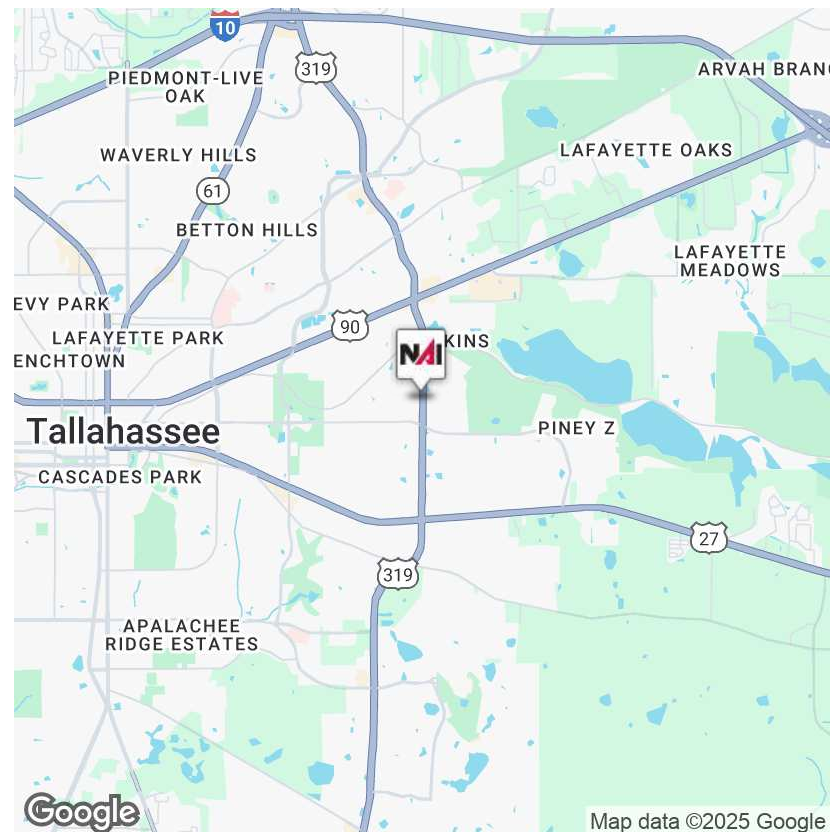 10
319
PIEDMONT-LIVE
OAK
ARVAH BRANC
WAVERLY HILLS
LAFAYETTE OAKS
61
BETTON HILLS
LAFAYETTE
MEADOWS
EVY PARK
90
LAFAYETTE PARK
KINS
ENCHTOWN
NAI
Tallahassee
PINEY Z
CASCADES PARK
27
319
APALACHEE
RIDGE ESTATES
Google
Map data ©2025 Google